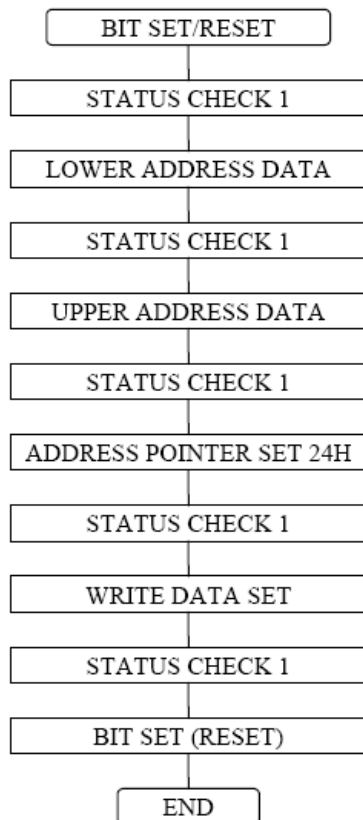 BIT SET/RESET
STATUS CHECK 1
LOWER ADDRESS DATA
STATUS CHECK 1
UPPER ADDRESS DATA
STATUS CHECK 1
ADDRESS POINTER SET 24H
STATUS CHECK 1
WRITE DATA SET
STATUS CHECK 1
BIT SET (RESET)
END